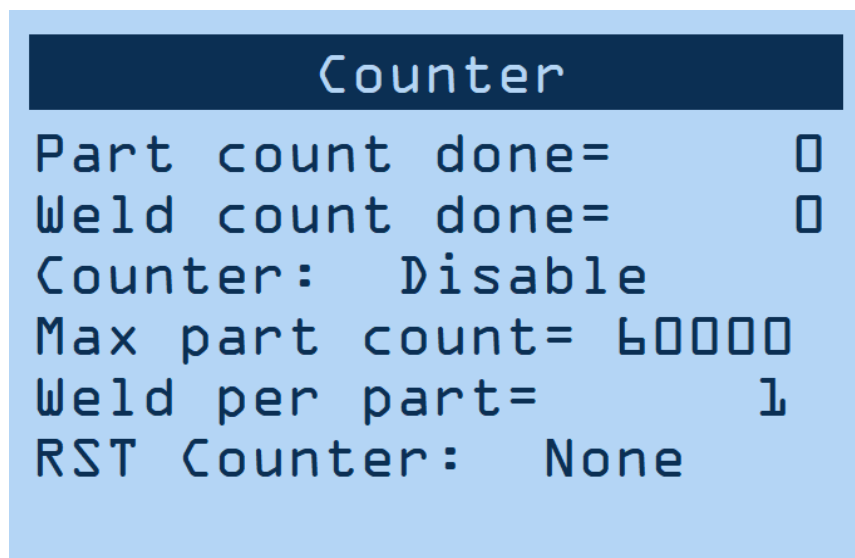 Counter
Part count done= 0
Weld count done= 0
Counter: Disable
Max part count= 60000
Weld per part= 1
RST Counter: None